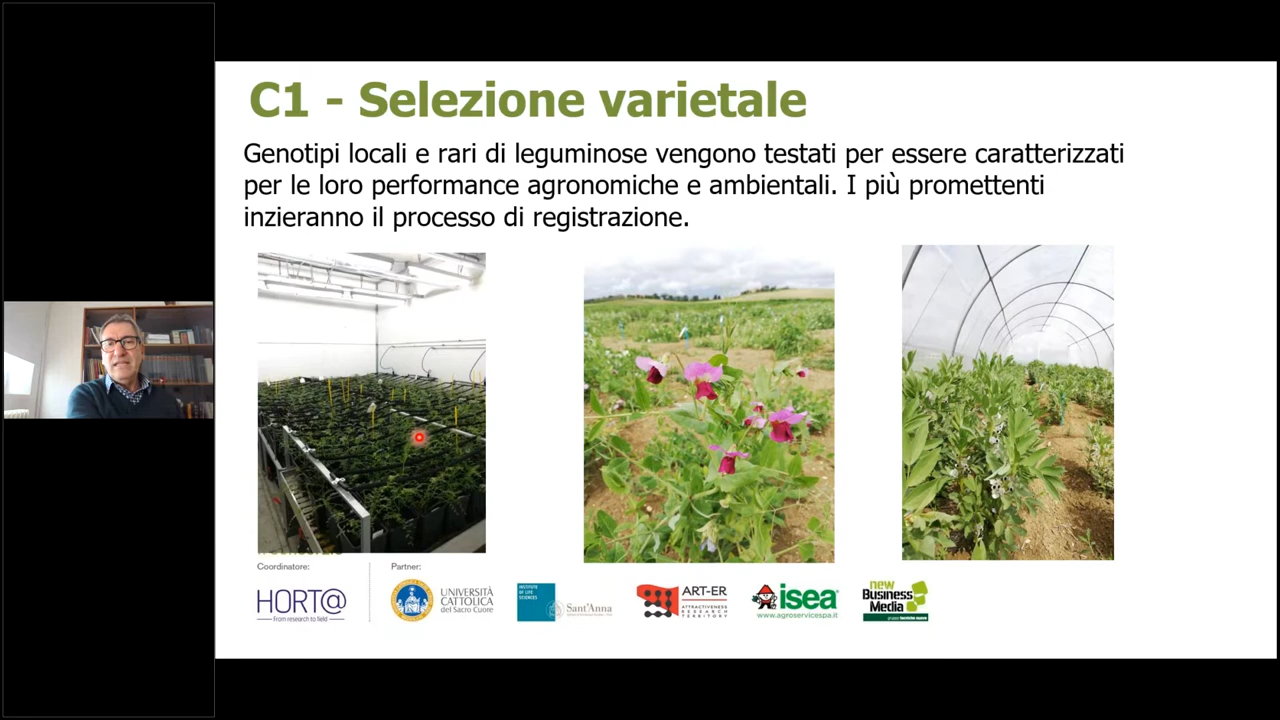 C1 - Selezione varietale
Genotipi locali e rari di leguminose vengono testati per essere caratterizzati
per le loro performance agronomiche e ambientali. I più promettenti
inzieranno il processo di registrazione.
Coordinatore:
Partner:
HORT@
From research to field
UNIVERSITÀ
CATTOLICA
del Sacro Cuore
INSTITUTE
OF LIFE
SCIENCES
Sant'Anna
ART-ER
ATTRACTIVENESS
RESEARCH
TERRITORY
isea
www.agroservicespa.it
new
Business
Media